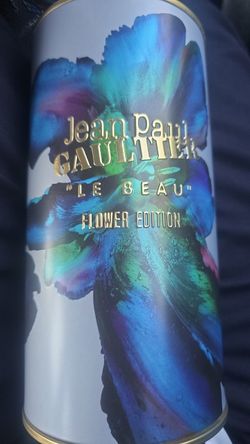 Jean Paul
GAULTIER
"LE BEAU"
FLOWER EDITION